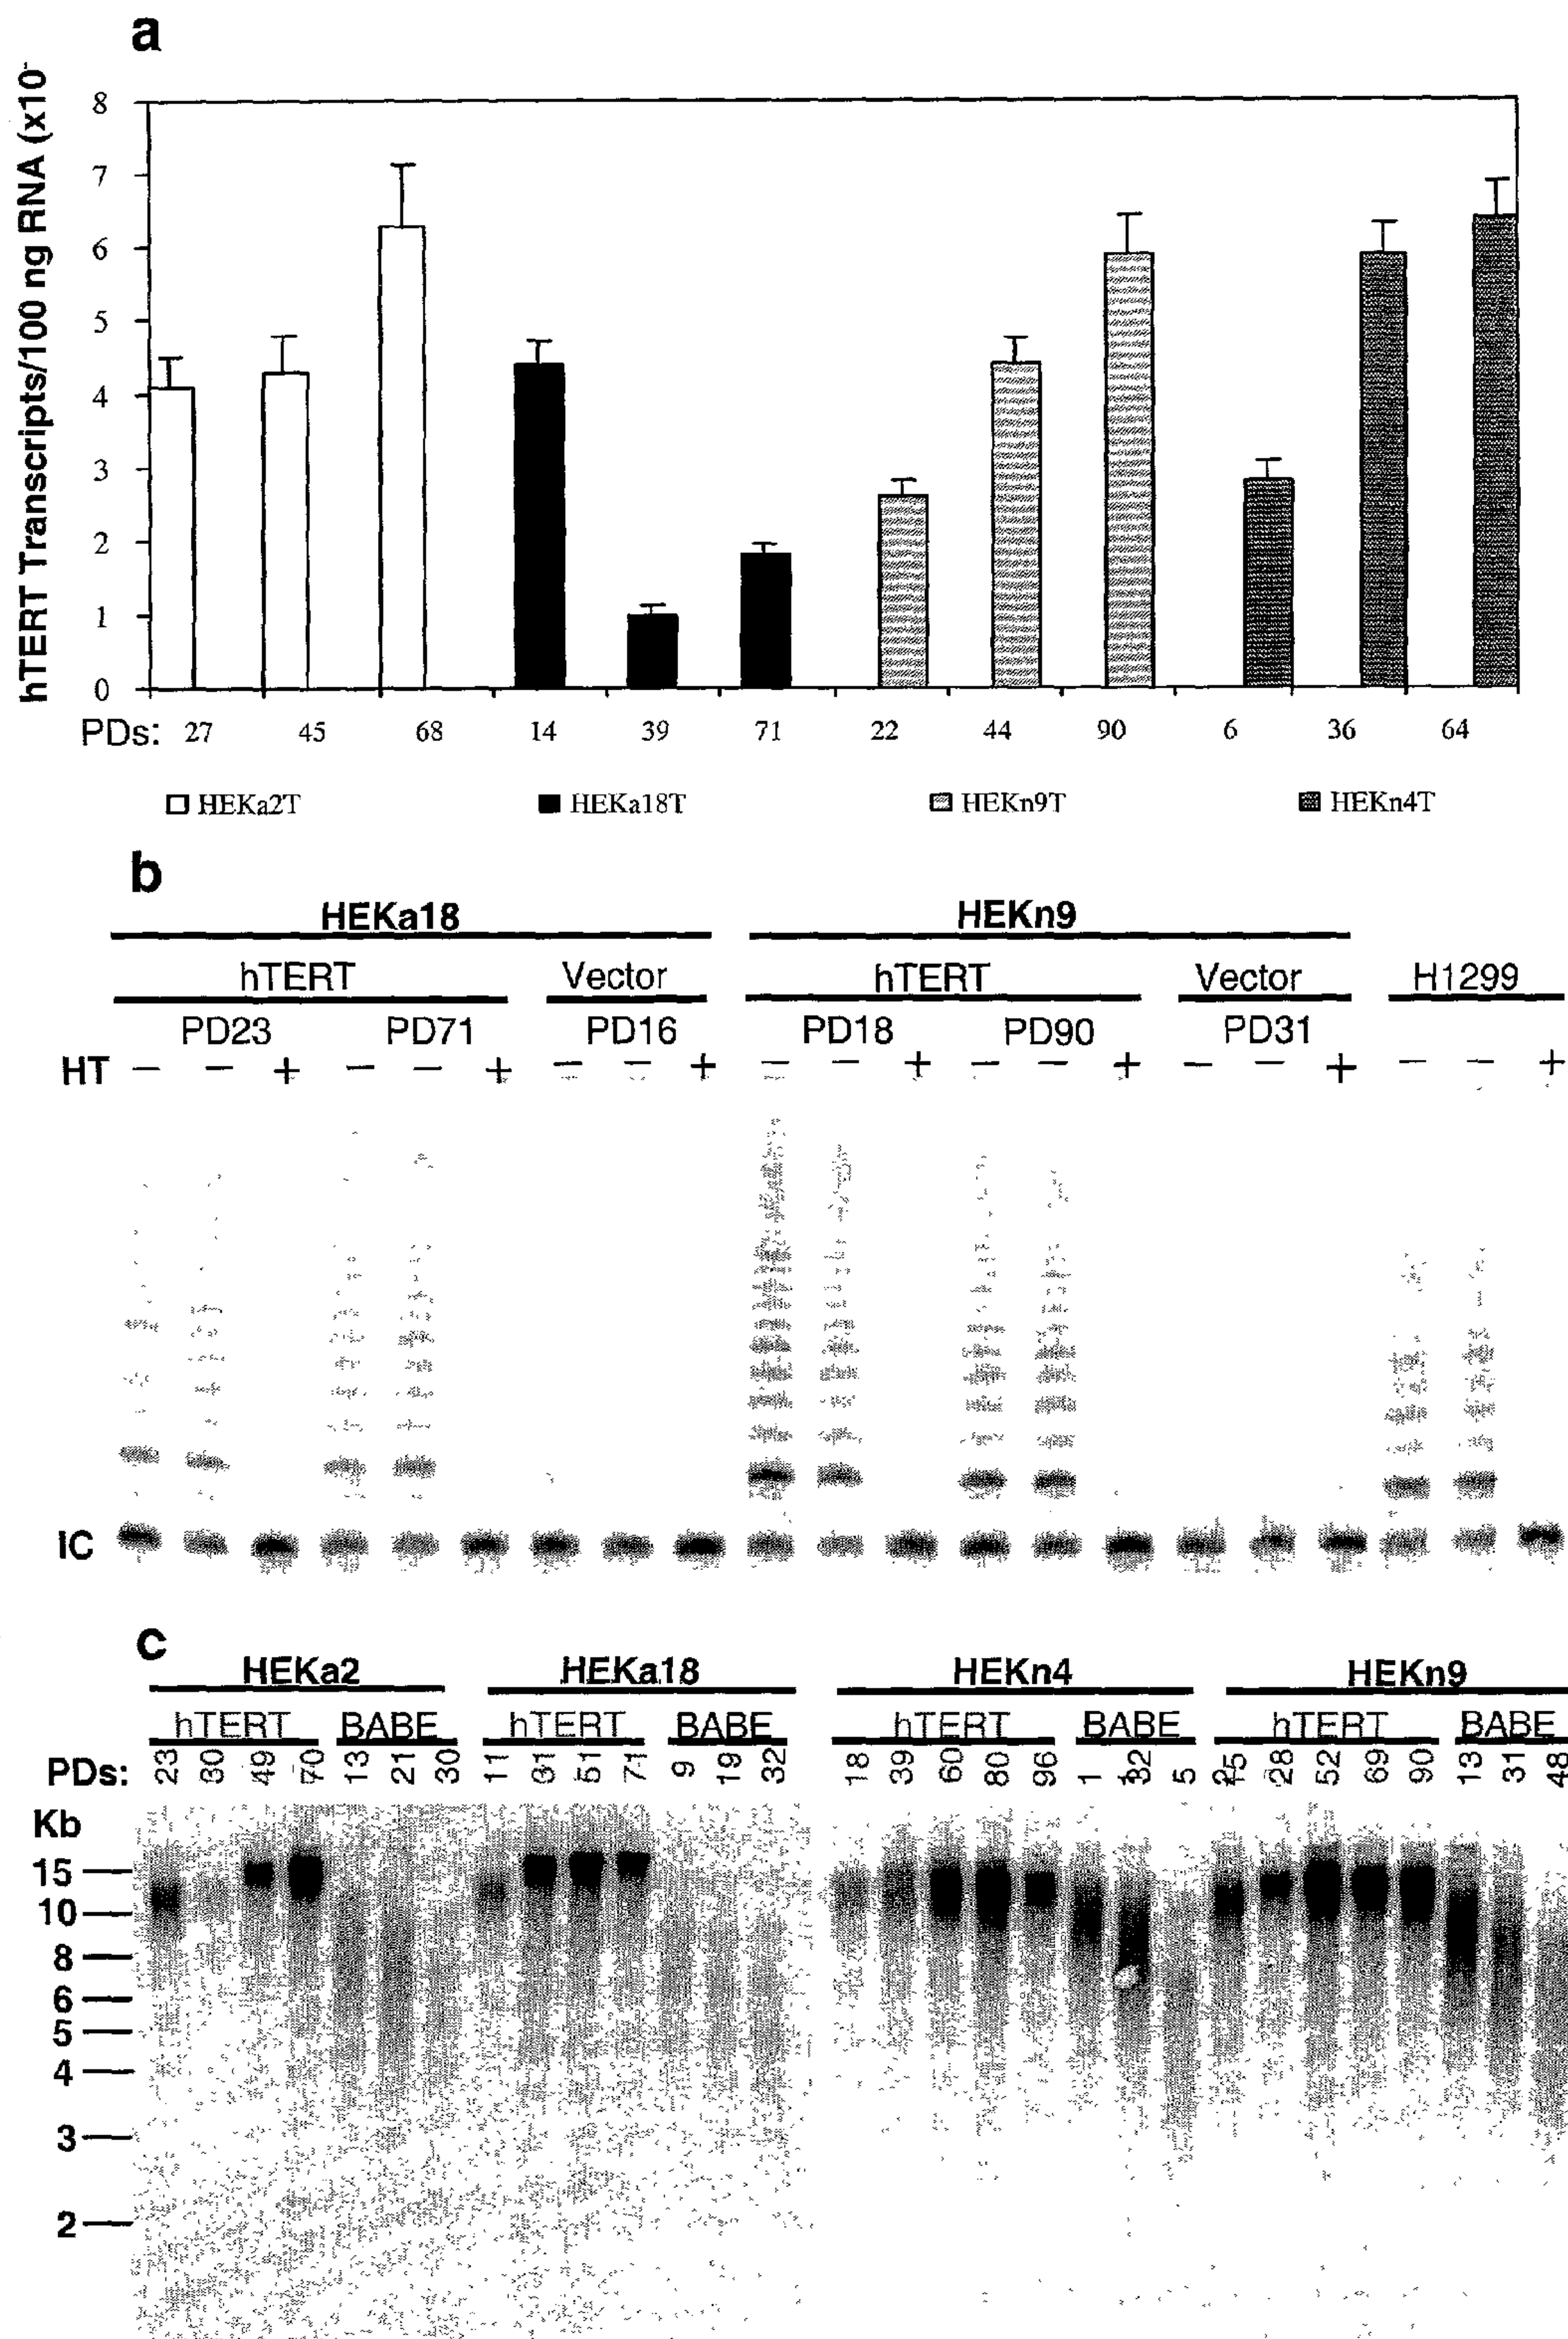 a
hTERT Transcripts/100 ng RNA (x10-
8
7
6
5
4
3
2
1
0
PDs: 27 45 68 14 39 71 22 44 90 6 36 64
HEKa2T HEKa18T HEKn9T HEKn4T
b
HEKa18 HEKn9
hTERT Vector hTERT Vector H1299
PD23 PD71 PD16 PD18 PD90 PD31
HT − − + − + − − + − − + − − + − − + − − +
IC
c
HEKa2 HEKa18 HEKn4 HEKn9
hTERT BABE hTERT BABE hTERT BABE hTERT BABE
PDs: 23 30 49 70 13 21 30 11 31 51 71 9 19 32 18 39 60 80 96 1 32 5 28 52 69 90 13 31 48
Kb
15
10
8
6
5
4
3
2